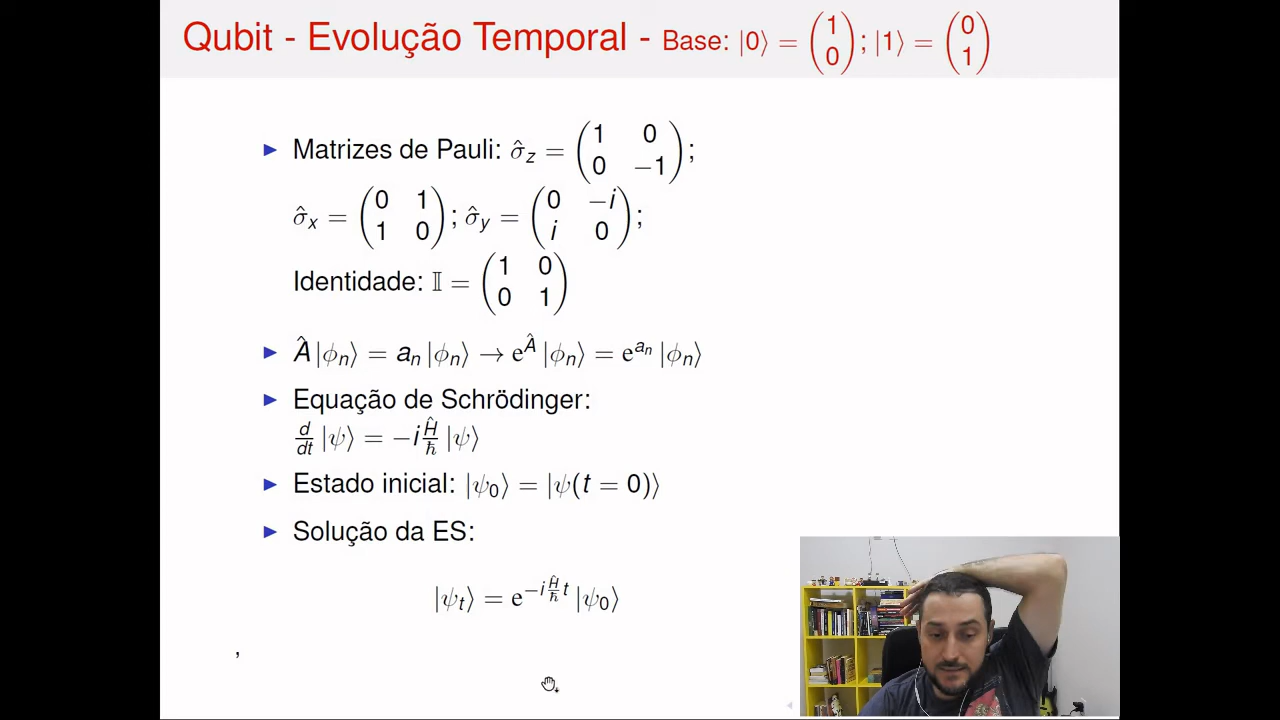 Qubit - Evolução Temporal - Base: |0⟩ = (1 0); |1⟩ = (0 1)
▶ Matrizes de Pauli: σ̂_z = (1 0; 0 −1);
σ̂_x = (0 1; 1 0); σ̂_y = (0 −i; i 0);
Identidade: 𝕀 = (1 0; 0 1)
▶ Â|ϕ_n⟩ = a_n|ϕ_n⟩ → e^Â|ϕ_n⟩ = e^{a_n}|ϕ_n⟩
▶ Equação de Schrödinger:
d/dt |ψ⟩ = −i Ĥ/ħ |ψ⟩
▶ Estado inicial: |ψ_0⟩ = |ψ(t = 0)⟩
▶ Solução da ES:
|ψ_t⟩ = e^{−i Ĥ/ħ t}|ψ_0⟩
,